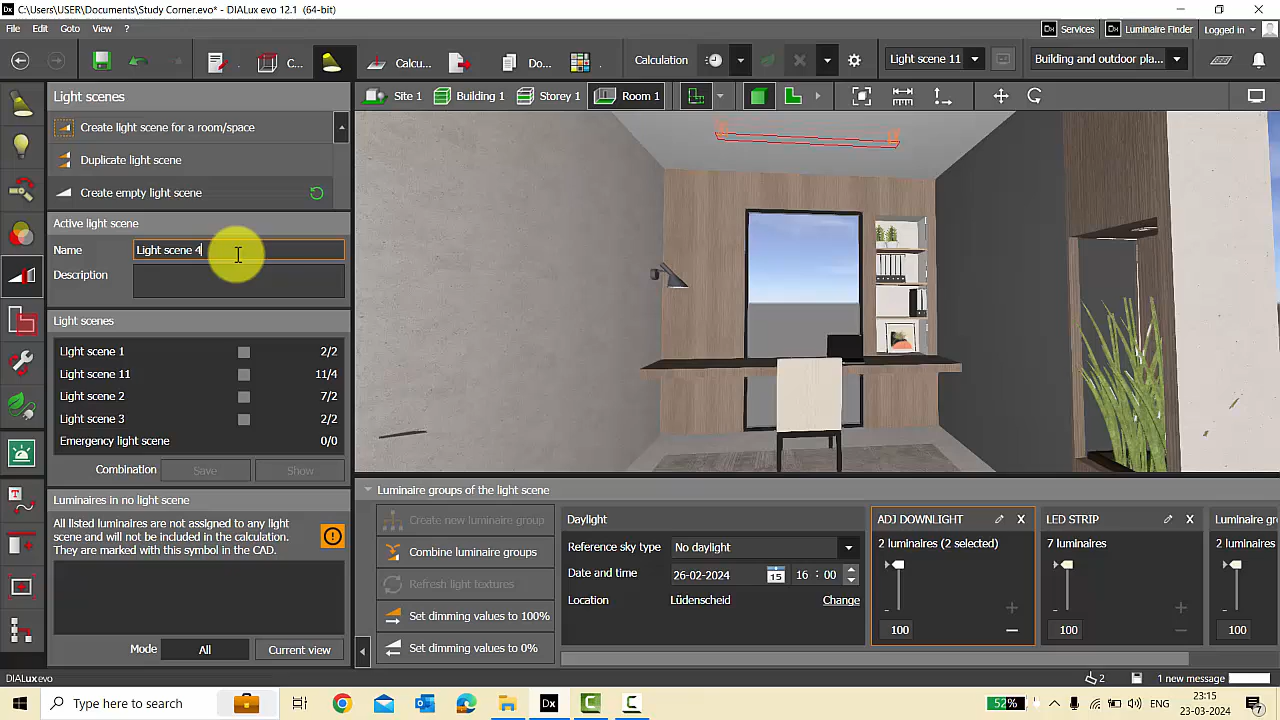 C:\Users\USER\Documents\Study Corner.evo* - DIALux evo 12.1 (64-bit)
File Edit Goto View ?
Services Luminaire Finder Logged in
C... Calcu... Do... Calculation Light scene 11 Building and outdoor pla...
Light scenes
Site 1 Building 1 Storey 1 Room 1
Create light scene for a room/space
Duplicate light scene
Create empty light scene
Active light scene
Name Light scene 4
Description
Light scenes
Light scene 1 2/2
Light scene 11 11/4
Light scene 2 7/2
Light scene 3 2/2
Emergency light scene 0/0
Combination Save Show
Luminaires in no light scene
All listed luminaires are not assigned to any light
scene and will not be included in the calculation.
They are marked with this symbol in the CAD.
Mode All Current view
Luminaire groups of the light scene
Create new luminaire group
Combine luminaire groups
Refresh light textures
Set dimming values to 100%
Set dimming values to 0%
Daylight
Reference sky type No daylight
Date and time 26-02-2024 15 16 : 00
Location Lüdenscheid Change
ADJ DOWNLIGHT
2 luminaires (2 selected)
100
LED STRIP
7 luminaires
100
Luminaire gr
2 luminaires
100
DIALux evo
2 1 new message
Type here to search
Dx
52%
ENG
23:15
23-03-2024
7